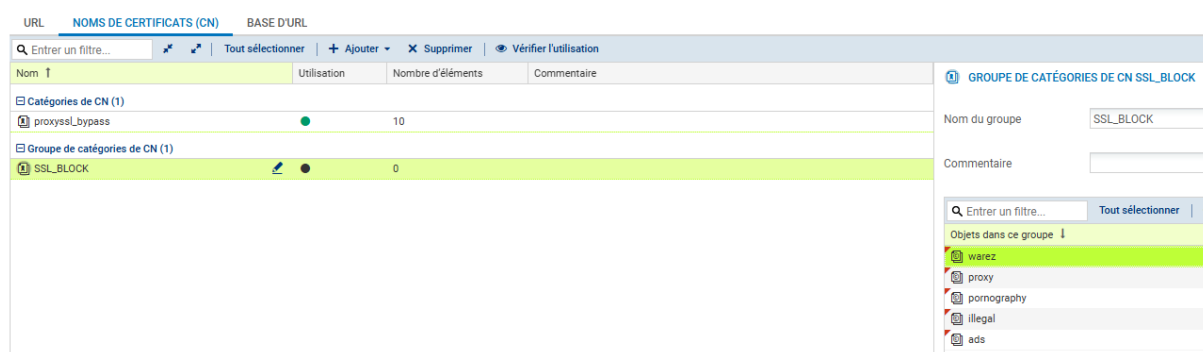 URL NOMS DE CERTIFICATS (CN) BASE D'URL
Entrer un filtre... Tout sélectionner + Ajouter Supprimer Vérifier l'utilisation
Nom Utilisation Nombre d'éléments Commentaire
Catégories de CN (1)
proxyssl_bypass 10
Groupe de catégories de CN (1)
SSL_BLOCK 0
GROUPE DE CATÉGORIES DE CN SSL_BLOCK
Nom du groupe SSL_BLOCK
Commentaire
Entrer un filtre... Tout sélectionner
Objets dans ce groupe
warez
proxy
pornography
illegal
ads